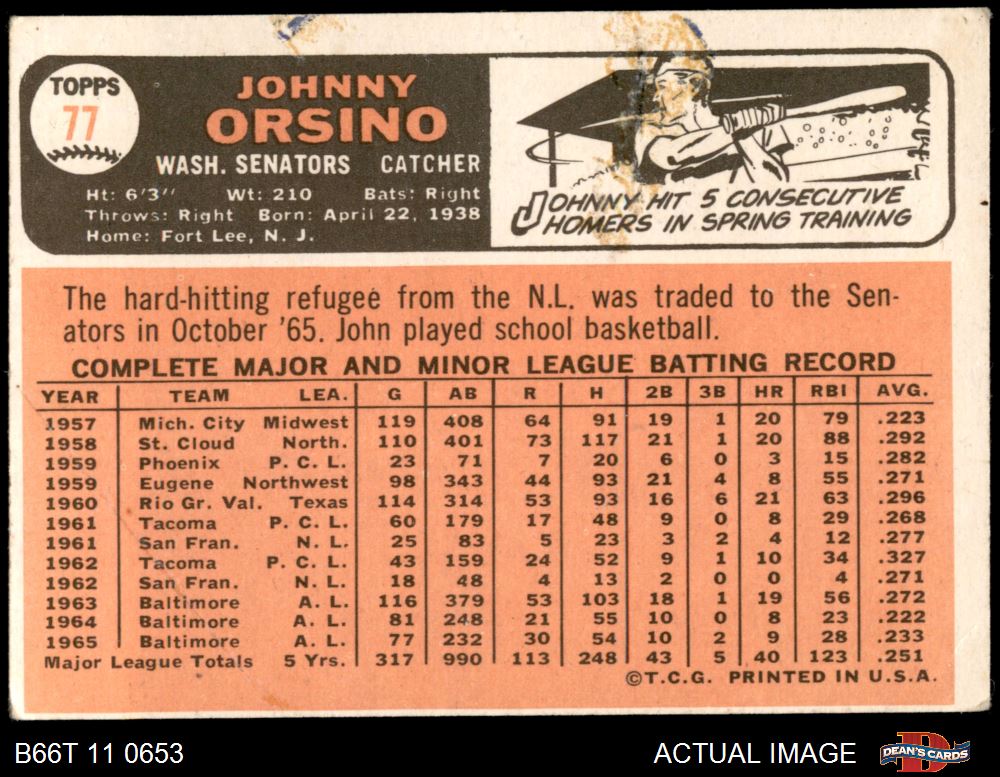 TOPPS
77
JOHNNY
ORSINO
WASH. SENATORS CATCHER
Ht: 6'3" Wt: 210 Bats: Right
Throws: Right Born: April 22, 1938
Home: Fort Lee, N. J.
JOHNNY HIT 5 CONSECUTIVE
HOMERS IN SPRING TRAINING
The hard-hitting refugee from the N.L. was traded to the Sen-
ators in October '65. John played school basketball.
COMPLETE MAJOR AND MINOR LEAGUE BATTING RECORD
YEAR TEAM LEA. G AB R H 2B 3B HR RBI AVG.
1957 Mich. City Midwest 119 408 64 91 19 1 20 79 .223
1958 St. Cloud North. 110 401 73 117 21 1 20 88 .292
1959 Phoenix P. C. L. 23 71 7 20 6 0 3 15 .282
1959 Eugene Northwest 98 343 44 93 21 4 8 55 .271
1960 Rio Gr. Val. Texas 114 314 53 93 16 6 21 63 .296
1961 Tacoma P. C. L. 60 179 17 48 9 0 8 29 .268
1961 San Fran. N. L. 25 83 5 23 3 2 4 12 .277
1962 Tacoma P. C. L. 43 159 24 52 9 1 10 34 .327
1962 San Fran. N. L. 18 48 4 13 2 0 0 4 .271
1963 Baltimore A. L. 116 379 53 103 18 1 19 56 .272
1964 Baltimore A. L. 81 248 21 55 10 0 8 23 .222
1965 Baltimore A. L. 77 232 30 54 10 2 9 28 .233
Major League Totals 5 Yrs. 317 990 113 248 43 5 40 123 .251
©T.C.G. PRINTED IN U.S.A.
B66T 11 0653
ACTUAL IMAGE
DEAN'S CARDS